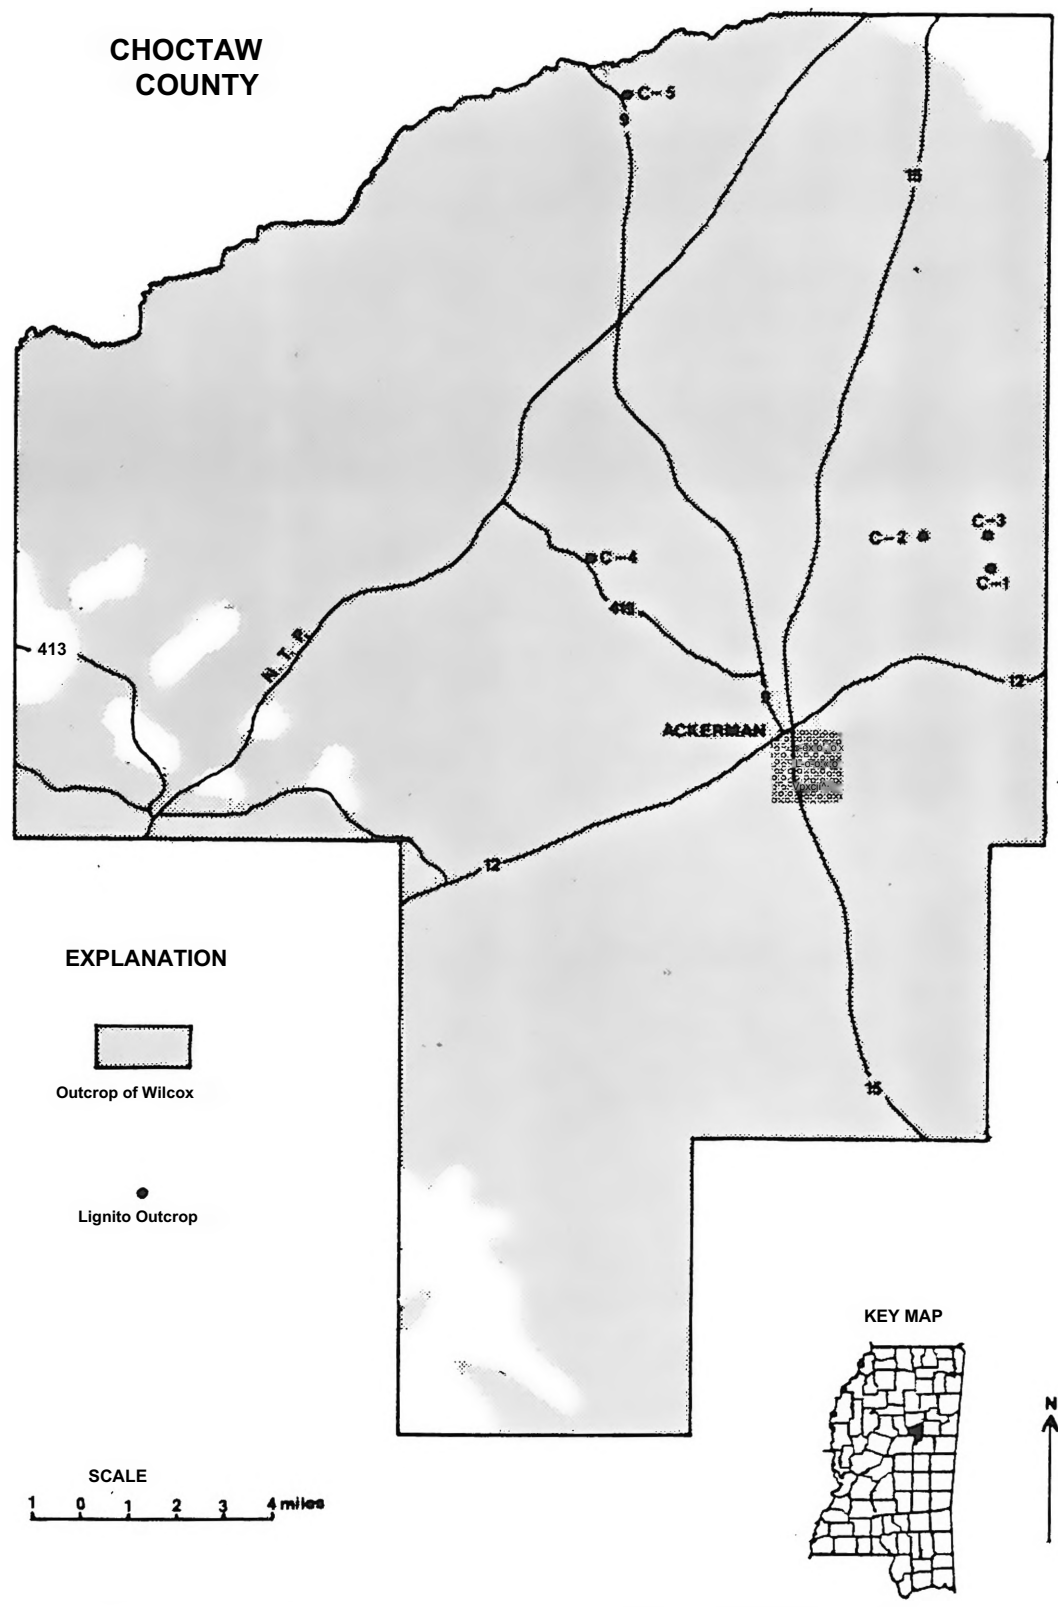 CHOCTAW
COUNTY
C-5
9
15
C-3
C-2
C-1
C-4
413
N. T. P.
12
9
ACKERMAN
12
EXPLANATION
Outcrop of Wilcox
15
Lignito Outcrop
KEY MAP
N
SCALE
1 0 1 2 3 4 miles